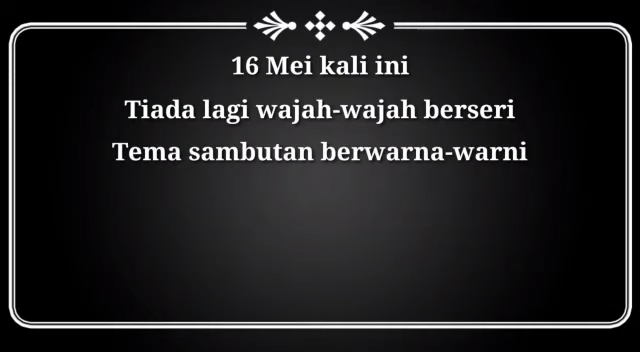 16 Mei kali ini
Tiada lagi wajah-wajah berseri
Tema sambutan berwarna-warni